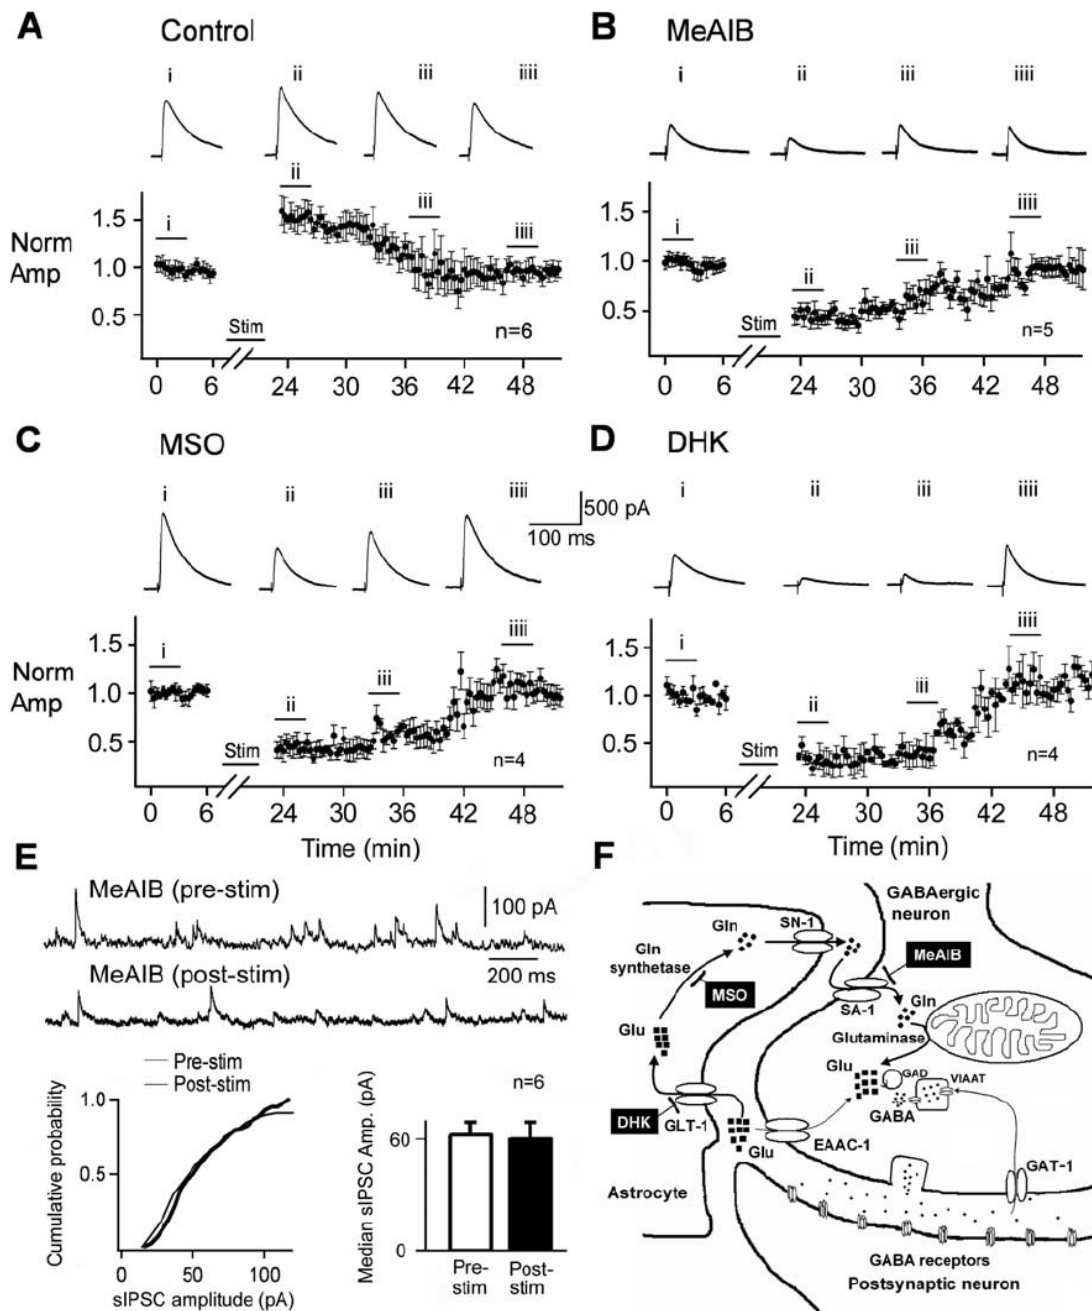 A Control
i ii iii iiii
ii
i iii iiii
1.5
Norm
Amp
1.0
0.5
Stim
n=6
0 6 24 30 36 42 48
B MeAIB
i ii iii iiii
i iiii
iii
ii
1.5
1.0
0.5
Stim
n=5
0 6 24 30 36 42 48
C MSO
i ii iii iiii
500 pA
100 ms
i iiii
iii
ii
1.5
Norm
Amp
1.0
0.5
Stim
n=4
0 6 24 30 36 42 48
Time (min)
D DHK
i ii iii iiii
iiii
i
iii
ii
1.5
1.0
0.5
Stim
n=4
0 6 24 30 36 42 48
Time (min)
E
MeAIB (pre-stim)
100 pA
200 ms
MeAIB (post-stim)
Pre-stim
Post-stim
Cumulative probability
1.0
0.5
0 50 100
sIPSC amplitude (pA)
Median sIPSC Amp. (pA)
n=6
60
0
Pre-
stim
Post-
stim
F
GABAergic
neuron
Gln
SN-1
Gln
synthetase
MSO
MeAIB
SA-1
Gln
Glutaminase
Glu
Glu
GAD
VIAAT
GABA
DHK
GLT-1
Glu
EAAC-1
GAT-1
Astrocyte
GABA receptors
Postsynaptic neuron